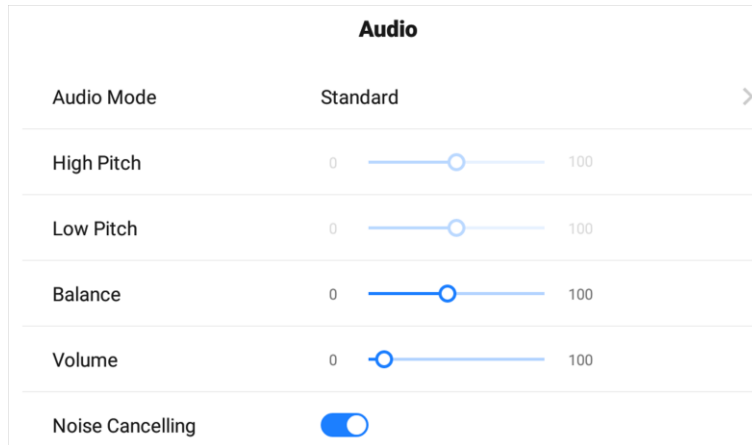 Audio
Audio Mode Standard
High Pitch 0 100
Low Pitch 0 100
Balance 0 100
Volume 0 100
Noise Cancelling